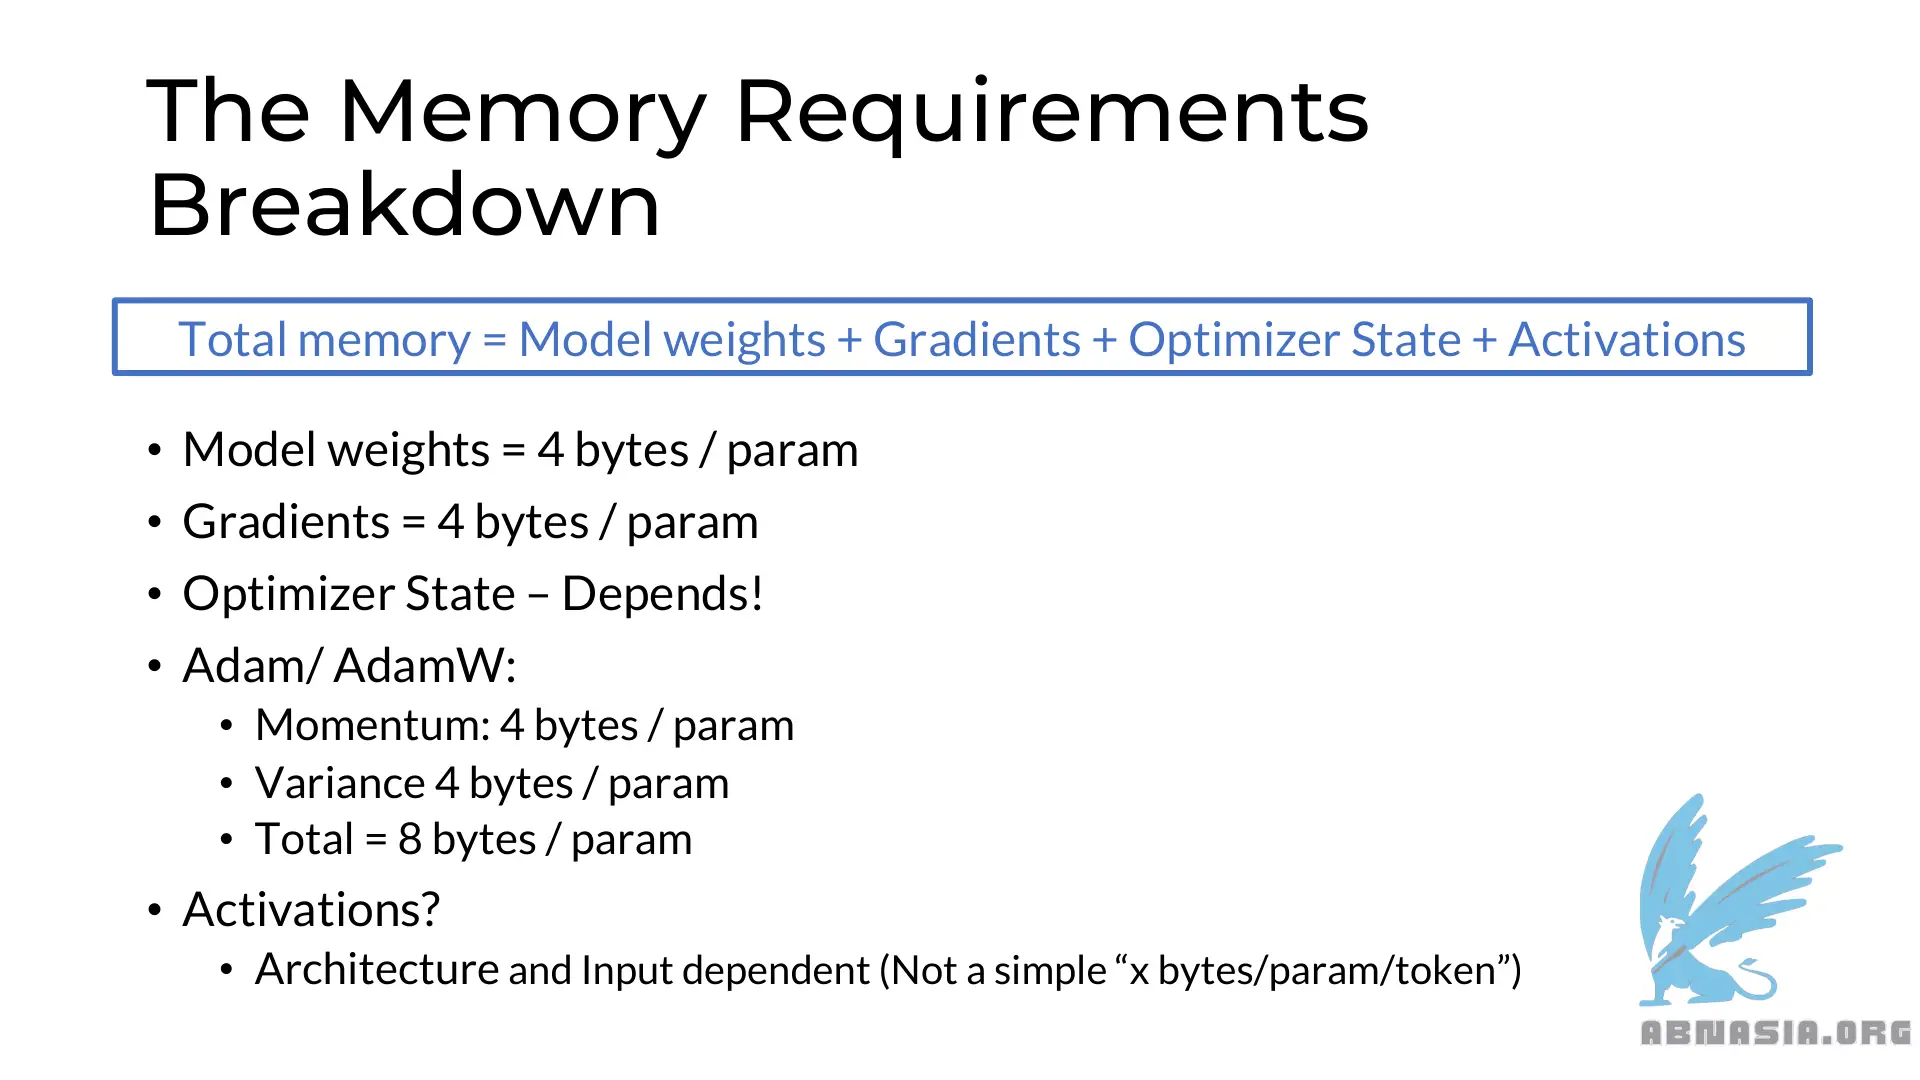 The Memory Requirements
Breakdown
Total memory = Model weights + Gradients + Optimizer State + Activations
• Model weights = 4 bytes / param
• Gradients = 4 bytes / param
• Optimizer State – Depends!
• Adam/ AdamW:
• Momentum: 4 bytes / param
• Variance 4 bytes / param
• Total = 8 bytes / param
• Activations?
• Architecture and Input dependent (Not a simple “x bytes/param/token”)
ABNASIA.ORG